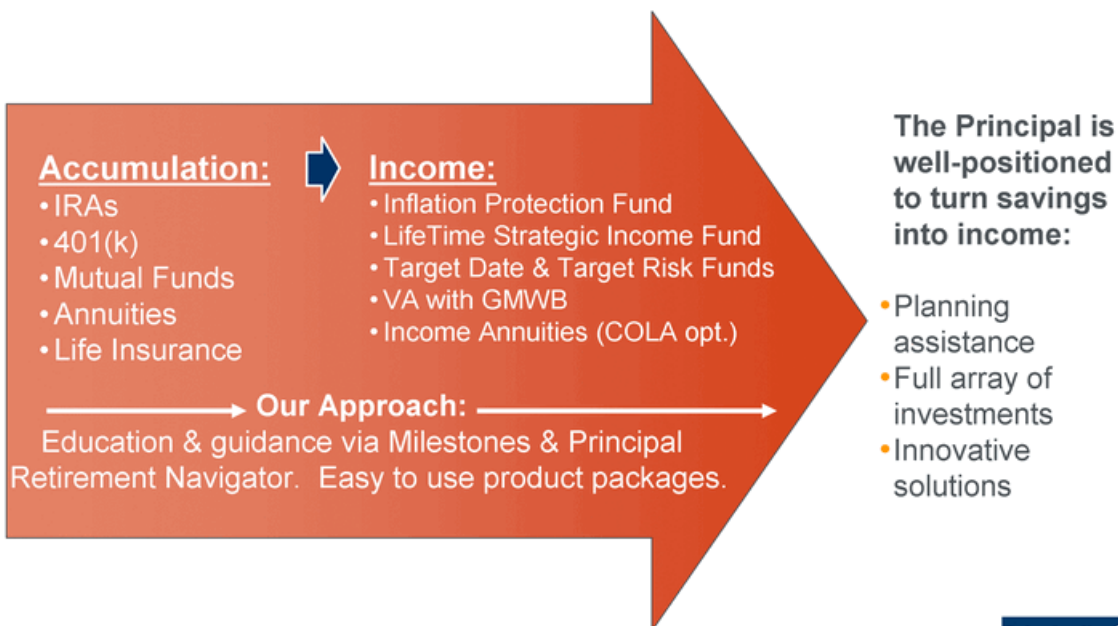 Accumulation:
• IRAs
• 401(k)
• Mutual Funds
• Annuities
• Life Insurance
Income:
• Inflation Protection Fund
• LifeTime Strategic Income Fund
• Target Date & Target Risk Funds
• VA with GMWB
• Income Annuities (COLA opt.)
Our Approach:
Education & guidance via Milestones & Principal
Retirement Navigator. Easy to use product packages.
The Principal is
well-positioned
to turn savings
into income:
• Planning
assistance
• Full array of
investments
• Innovative
solutions